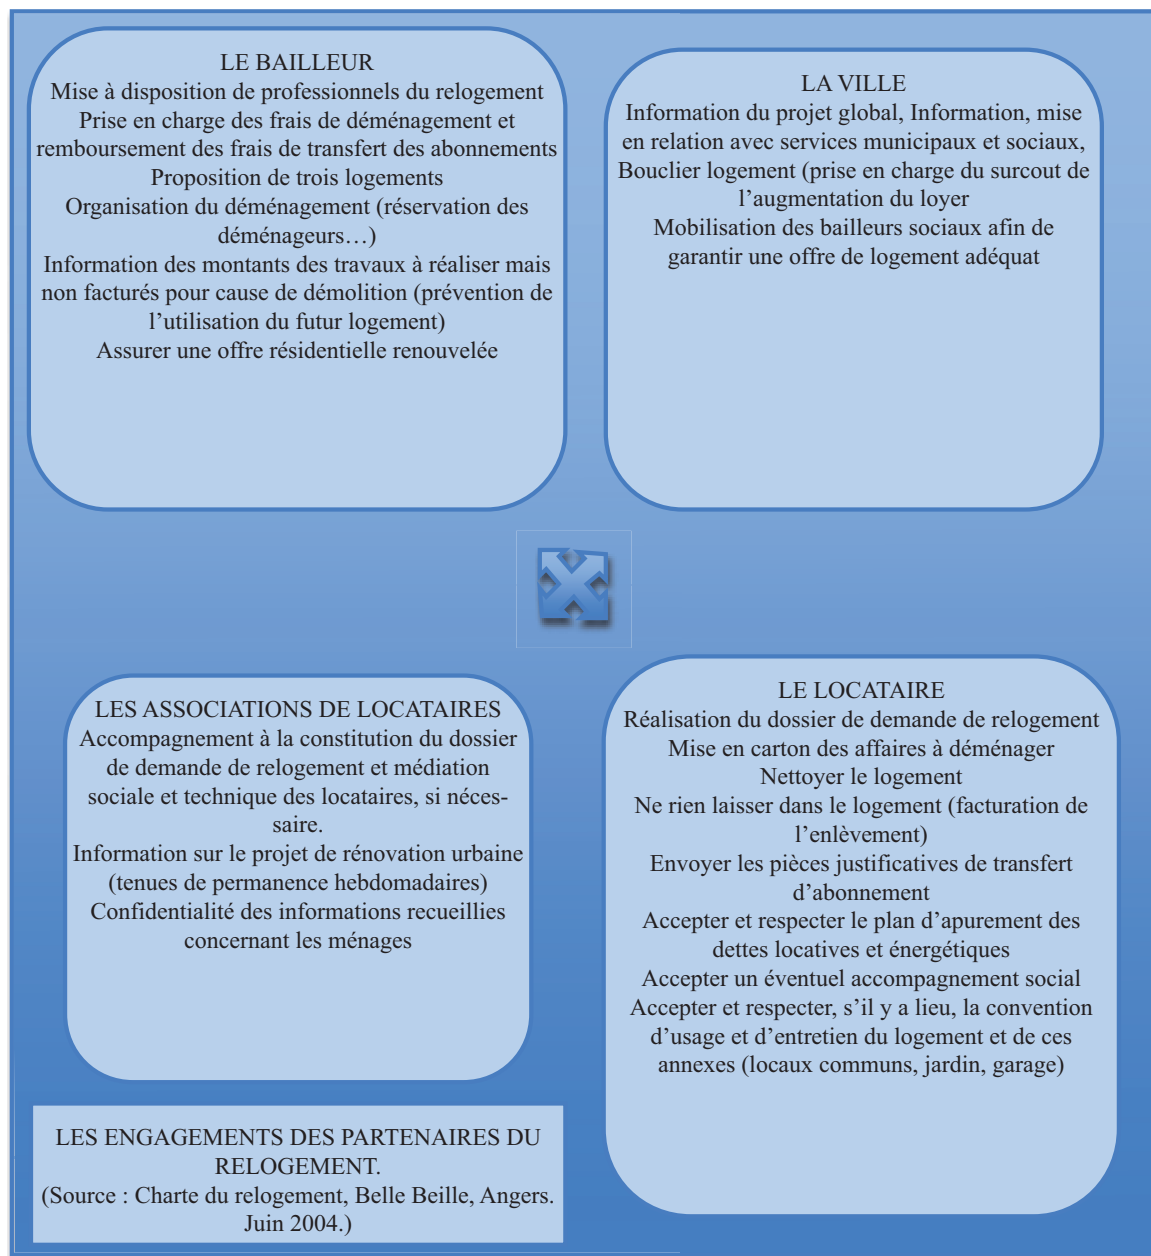 LE BAILLEUR
Mise à disposition de professionnels du relogement
Prise en charge des frais de déménagement et
remboursement des frais de transfert des abonnements
Proposition de trois logements
Organisation du déménagement (réservation des
déménageurs…)
Information des montants des travaux à réaliser mais
non facturés pour cause de démolition (prévention de
l’utilisation du futur logement)
Assurer une offre résidentielle renouvelée
LA VILLE
Information du projet global, Information, mise
en relation avec services municipaux et sociaux,
Bouclier logement (prise en charge du surcout de
l’augmentation du loyer
Mobilisation des bailleurs sociaux afin de
garantir une offre de logement adéquat
LES ASSOCIATIONS DE LOCATAIRES
Accompagnement à la constitution du dossier
de demande de relogement et médiation
sociale et technique des locataires, si néces-
saire.
Information sur le projet de rénovation urbaine
(tenues de permanence hebdomadaires)
Confidentialité des informations recueillies
concernant les ménages
LE LOCATAIRE
Réalisation du dossier de demande de relogement
Mise en carton des affaires à déménager
Nettoyer le logement
Ne rien laisser dans le logement (facturation de
l’enlèvement)
Envoyer les pièces justificatives de transfert
d’abonnement
Accepter et respecter le plan d’apurement des
dettes locatives et énergétiques
Accepter un éventuel accompagnement social
Accepter et respecter, s’il y a lieu, la convention
d’usage et d’entretien du logement et de ces
annexes (locaux communs, jardin, garage)
LES ENGAGEMENTS DES PARTENAIRES DU
RELOGEMENT.
(Source : Charte du relogement, Belle Beille, Angers.
Juin 2004.)